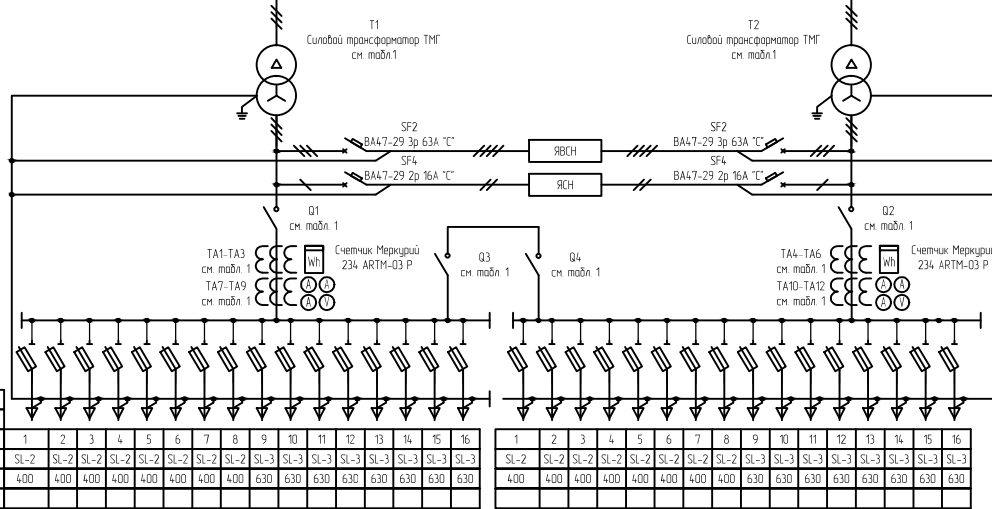 T1
Силовой трансформатор ТМГ
см. табл.1
T2
Силовой трансформатор ТМГ
см. табл.1
SF2
ВА47-29 3р 63А "С"
ЯВСН
SF2
ВА47-29 3р 63А "С"
SF4
ВА47-29 2р 16А "С"
ЯСН
SF4
ВА47-29 2р 16А "С"
Q1
см. табл. 1
Q2
см. табл. 1
TA1-TA3
см. табл. 1
Wh
Счетчик Меркурий
234 ARTM-03 P
TA7-TA9
см. табл. 1
A A
A V
Q3
см. табл. 1
Q4
см. табл. 1
TA4-TA6
см. табл. 1
Wh
Счетчик Меркурий
234 ARTM-03 P
TA10-TA12
см. табл. 1
A A
A V
1 2 3 4 5 6 7 8 9 10 11 12 13 14 15 16
SL-2 SL-2 SL-2 SL-2 SL-2 SL-2 SL-2 SL-2 SL-3 SL-3 SL-3 SL-3 SL-3 SL-3 SL-3 SL-3
400 400 400 400 400 400 400 400 630 630 630 630 630 630 630 630
1 2 3 4 5 6 7 8 9 10 11 12 13 14 15 16
SL-2 SL-2 SL-2 SL-2 SL-2 SL-2 SL-2 SL-2 SL-3 SL-3 SL-3 SL-3 SL-3 SL-3 SL-3 SL-3
400 400 400 400 400 400 400 400 630 630 630 630 630 630 630 630